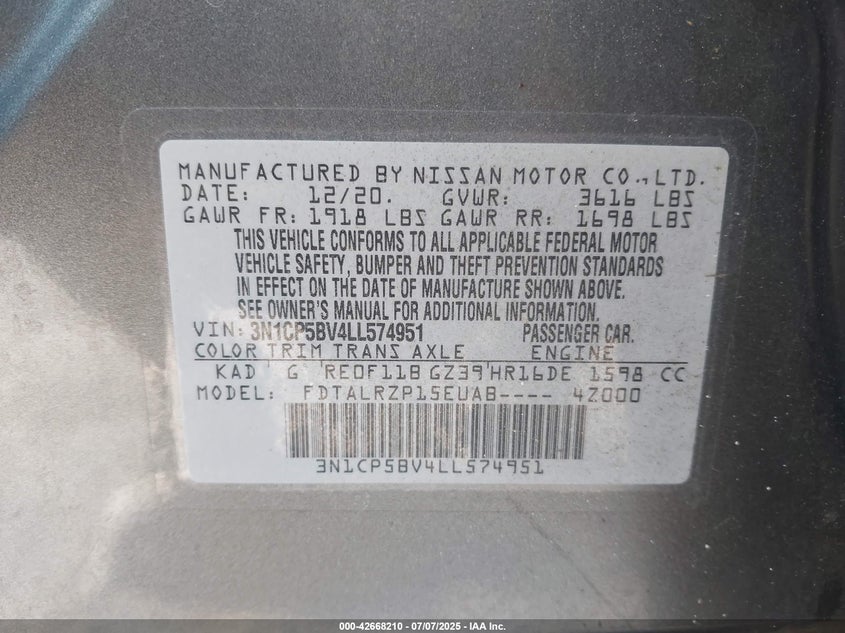 MANUFACTURED BY NISSAN MOTOR CO.,LTD.
DATE: 12/20. GVWR: 3616 LBS
GAWR FR: 1918 LBS GAWR RR: 1698 LBS
THIS VEHICLE CONFORMS TO ALL APPLICABLE FEDERAL MOTOR
VEHICLE SAFETY, BUMPER AND THEFT PREVENTION STANDARDS
IN EFFECT ON THE DATE OF MANUFACTURE SHOWN ABOVE.
SEE OWNER'S MANUAL FOR ADDITIONAL INFORMATION.
VIN: 3N1CP5BV4LL574951 PASSENGER CAR.
COLOR TRIM TRANS AXLE ENGINE
KAD G RE0F11B GZ39 HR16DE 1598 CC
MODEL: FDTALRZP15EUAB---- 4Z000
3N1CP5BV4LL574951
000-42668210 - 07/07/2025 - IAA Inc.